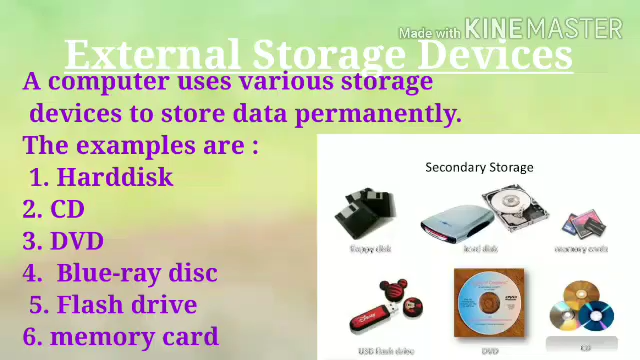 Made with KINEMASTER
External Storage Devices
A computer uses various storage
devices to store data permanently.
The examples are :
1. Harddisk
2. CD
3. DVD
4. Blue-ray disc
5. Flash drive
6. memory card
Secondary Storage
floppy disk
hard disk
memory cards
Disney
USB flash drive
DVD
DVD
CD